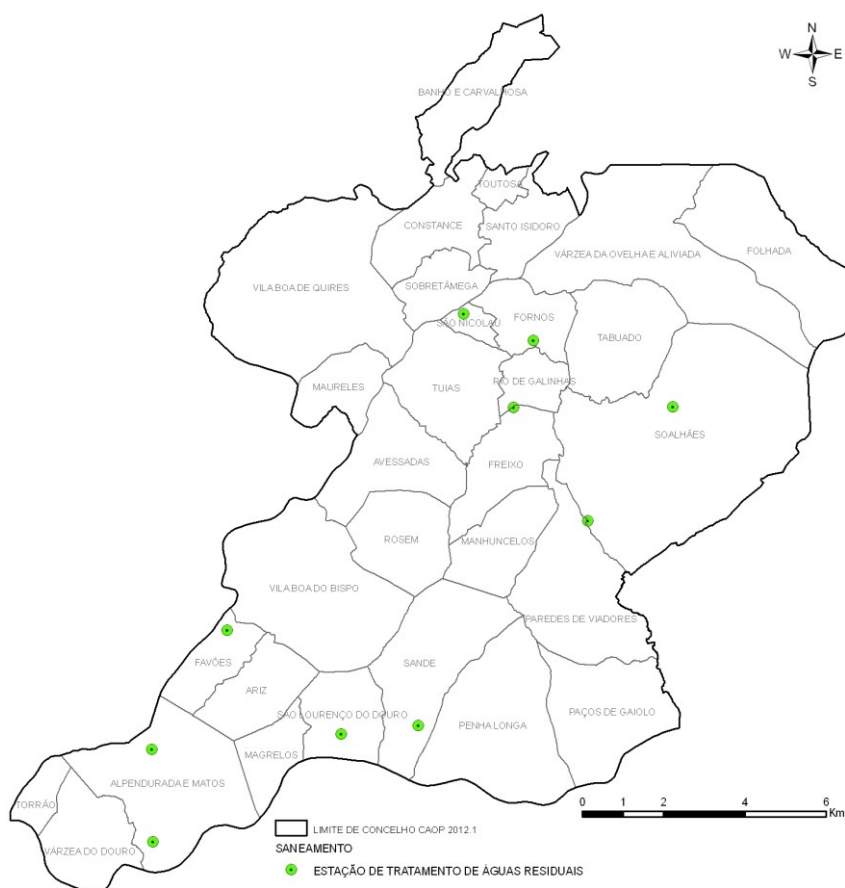 N
W E
S
BANHO E CARVALHOSA
TOUTOSA
CONSTANCE
SANTO ISIDORO
VÁRZEA DA OVELHA E ALIVIADA
FOLHADA
VILA BOA DE QUIRES
SOBRETÂMEGA
SÃO NICOLAU
FORNOS
TABUADO
MAURELES
TUIAS
RIO DE GALINHAS
SOALHÃES
AVESSADAS
FREIXO
ROSEM
MANHUNCELOS
VILA BOA DO BISPO
PAREDES DE VIADORES
FAVÕES
SANDE
ARIZ
SÃO LOURENÇO DO DOURO
PENHA LONGA
PAÇOS DE GAIOLO
MAGRELOS
ALPENDURADA E MATOS
TORRÃO
VÁRZEA DO DOURO
0 1 2 4 6
Km
LIMITE DE CONCELHO CAOP 2012.1
SANEAMENTO
ESTAÇÃO DE TRATAMENTO DE ÁGUAS RESIDUAIS